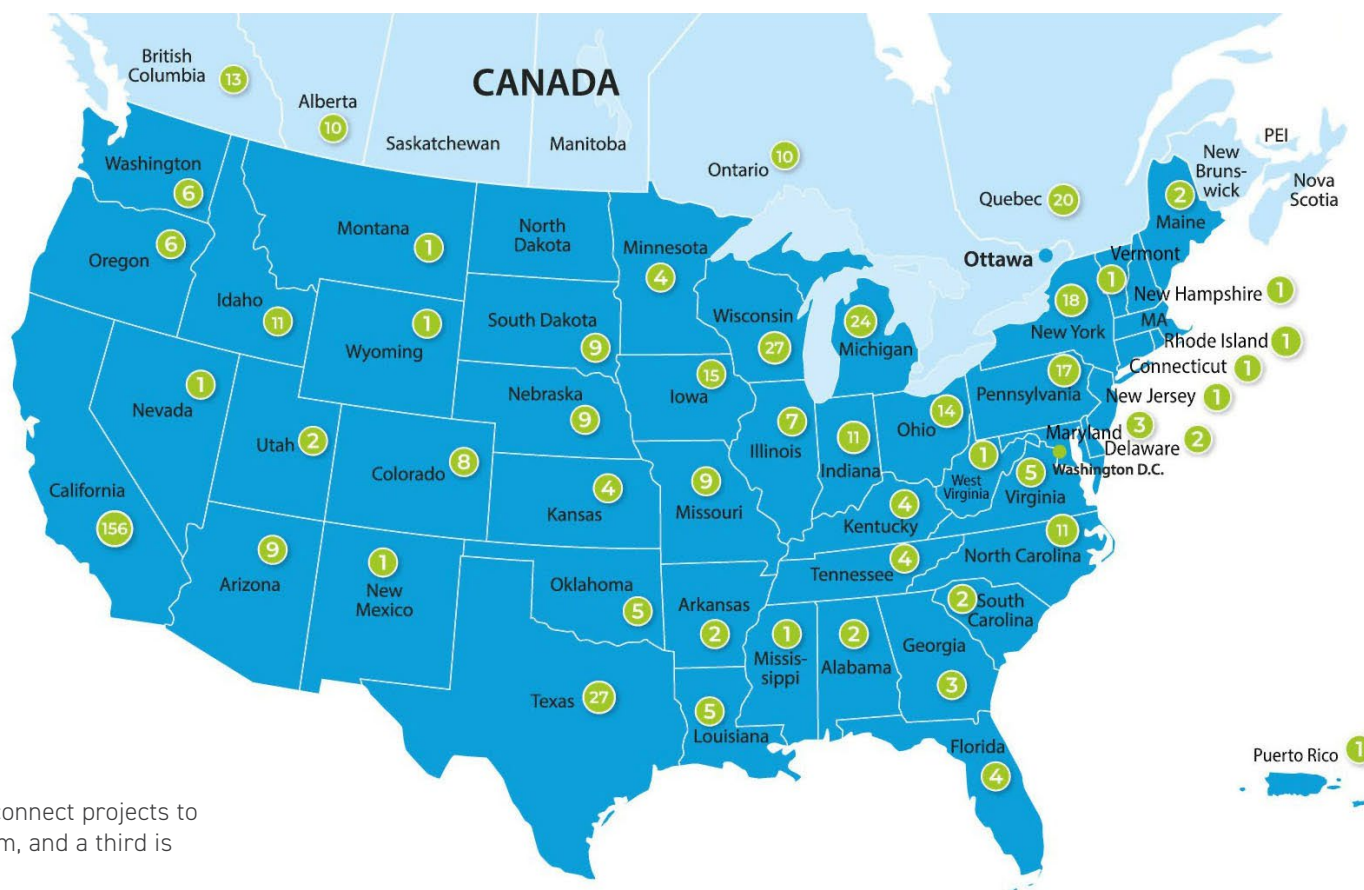 CANADA
British
Columbia
13
Alberta
10
Saskatchewan
Manitoba
Ontario
10
Quebec
20
PEI
New
Bruns-
wick
Nova
Scotia
Ottawa
Washington
6
Oregon
6
Montana
1
Idaho
11
Wyoming
1
North
Dakota
South Dakota
9
Minnesota
4
Wisconsin
27
Michigan
24
Maine
2
Vermont
1
New Hampshire
1
MA
Rhode Island
1
Connecticut
1
New York
18
Pennsylvania
17
New Jersey
1
Maryland
3
Delaware
2
Washington D.C.
Nevada
1
Utah
2
Colorado
8
Nebraska
9
Iowa
15
Illinois
7
Indiana
11
Ohio
14
West
Virginia
1
Virginia
5
California
156
Arizona
9
New
Mexico
1
Kansas
4
Missouri
9
Kentucky
4
Tennessee
4
North Carolina
11
South
Carolina
2
Oklahoma
5
Arkansas
2
Missis-
sippi
1
Alabama
2
Georgia
3
Texas
27
Louisiana
5
Florida
4
Puerto Rico
1
connect projects to
m, and a third is